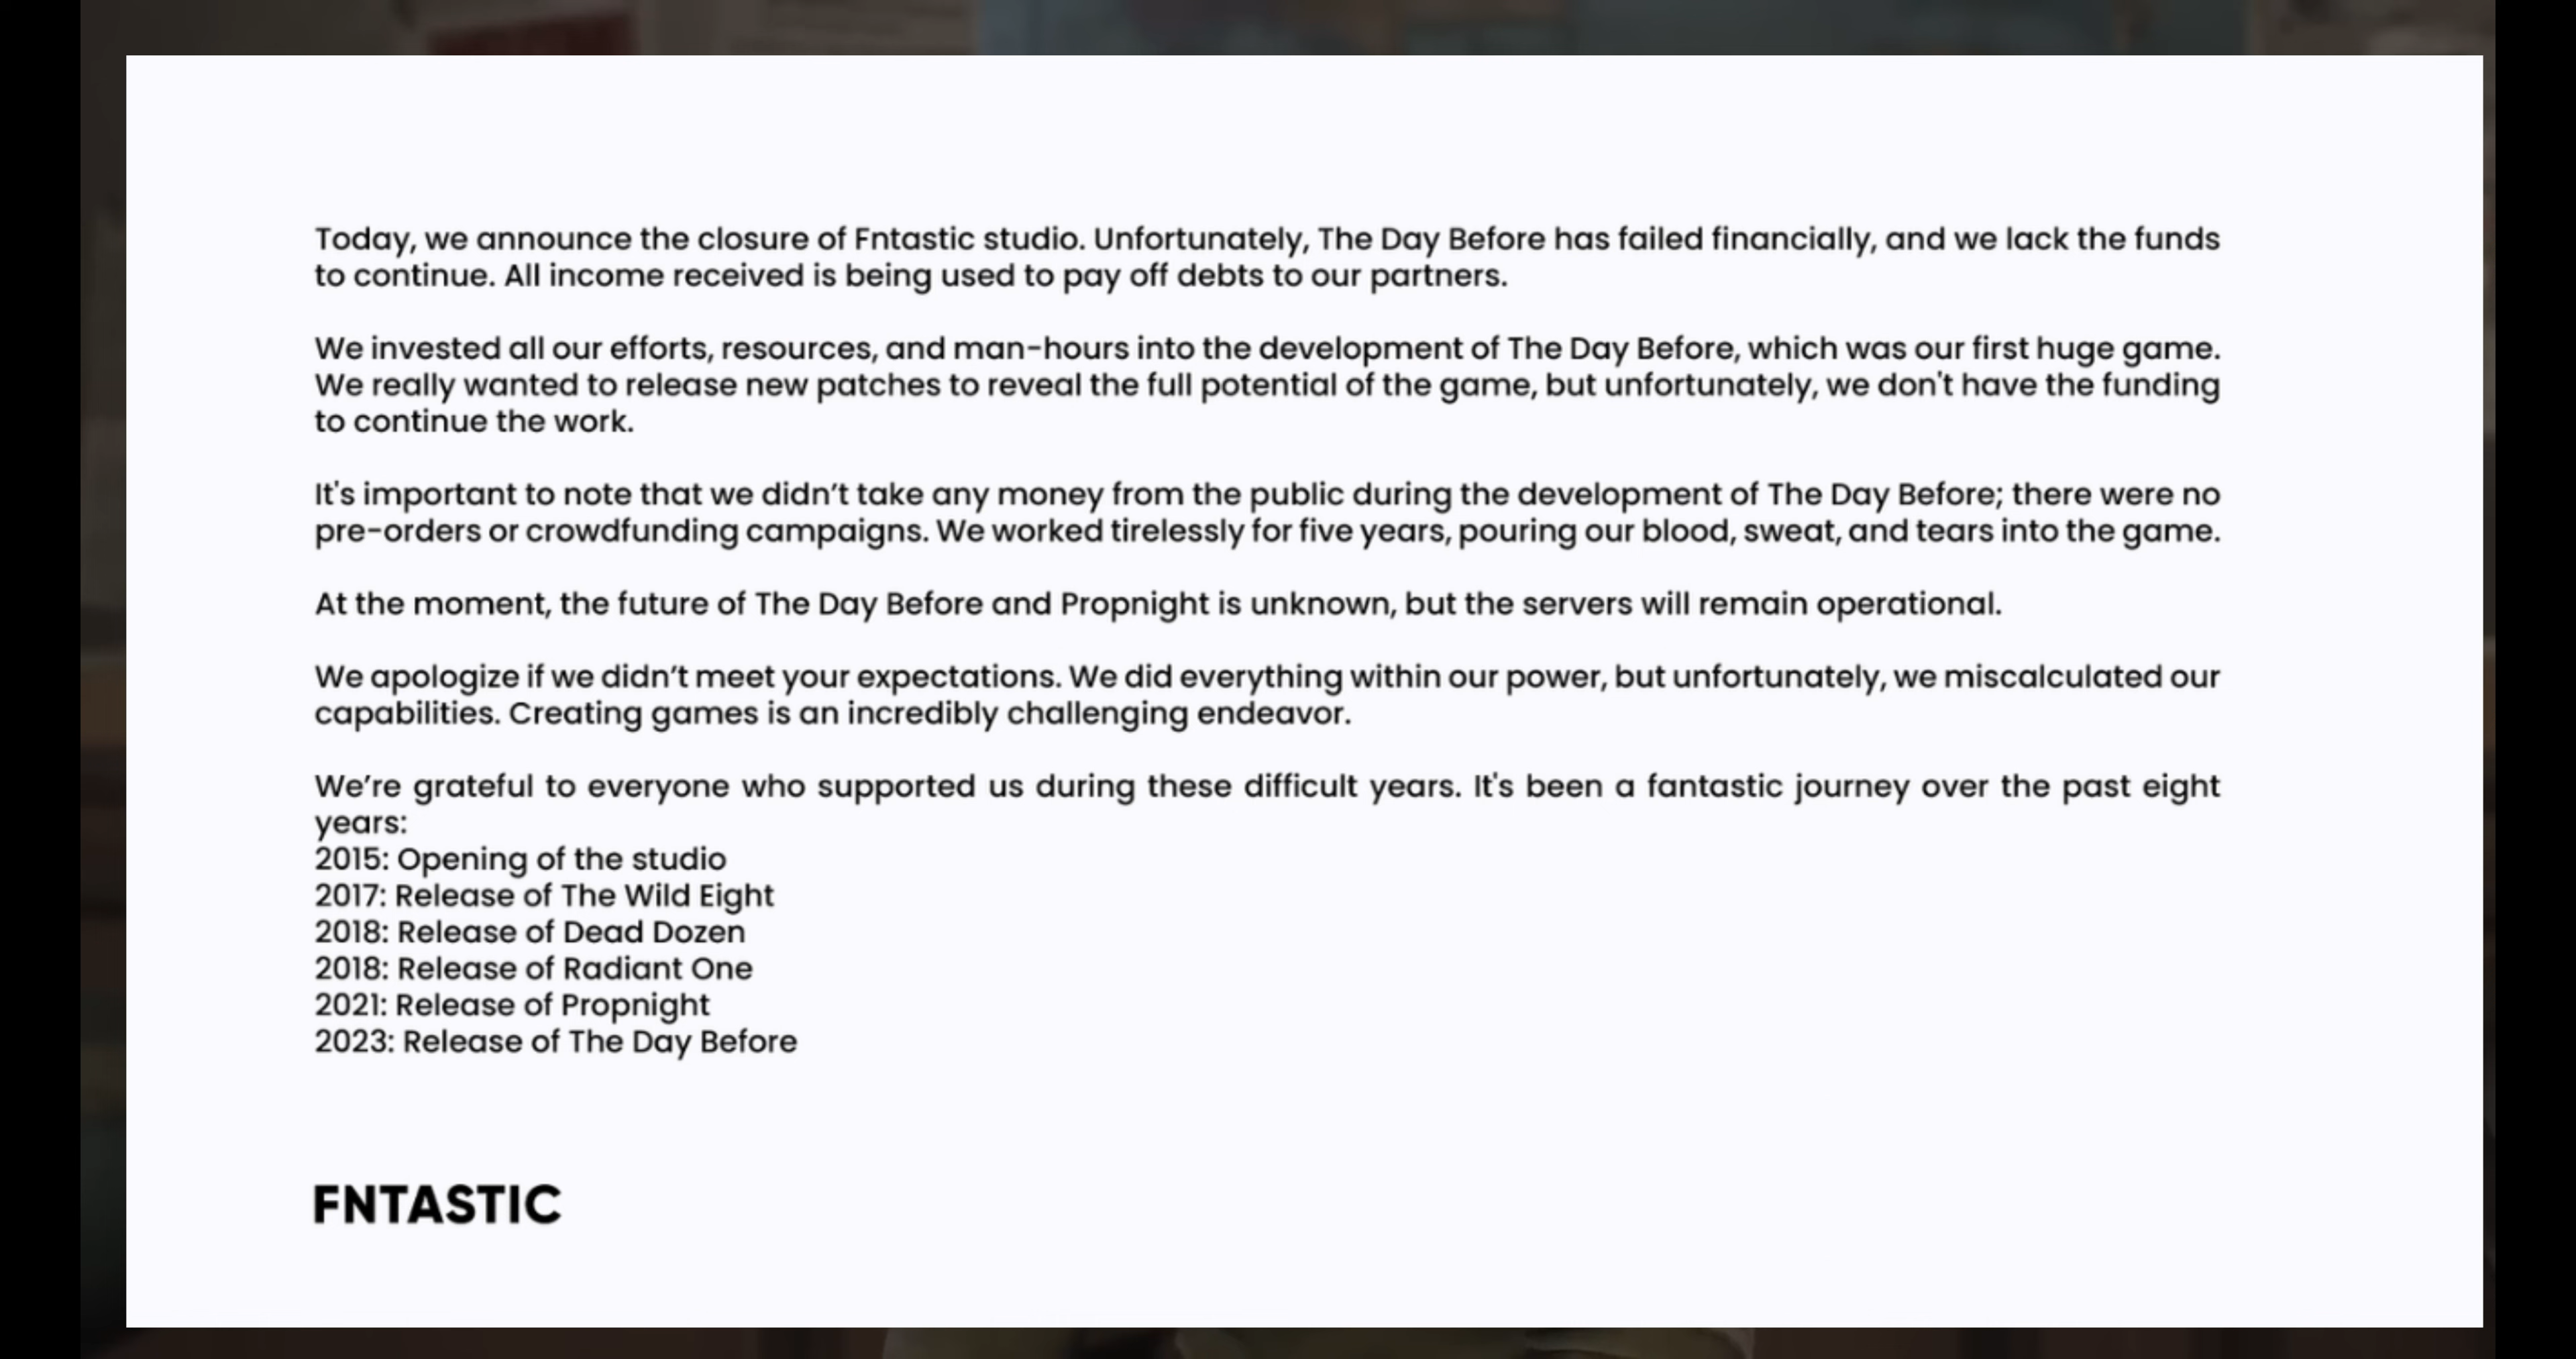 Today, we announce the closure of Fntastic studio. Unfortunately, The Day Before has failed financially, and we lack the funds
to continue. All income received is being used to pay off debts to our partners.
We invested all our efforts, resources, and man-hours into the development of The Day Before, which was our first huge game.
We really wanted to release new patches to reveal the full potential of the game, but unfortunately, we don't have the funding
to continue the work.
It's important to note that we didn’t take any money from the public during the development of The Day Before; there were no
pre-orders or crowdfunding campaigns. We worked tirelessly for five years, pouring our blood, sweat, and tears into the game.
At the moment, the future of The Day Before and Propnight is unknown, but the servers will remain operational.
We apologize if we didn’t meet your expectations. We did everything within our power, but unfortunately, we miscalculated our
capabilities. Creating games is an incredibly challenging endeavor.
We’re grateful to everyone who supported us during these difficult years. It's been a fantastic journey over the past eight
years:
2015: Opening of the studio
2017: Release of The Wild Eight
2018: Release of Dead Dozen
2018: Release of Radiant One
2021: Release of Propnight
2023: Release of The Day Before
FNTASTIC